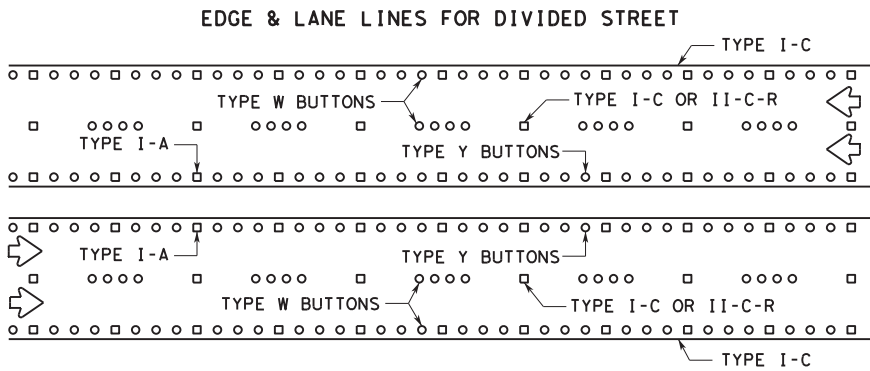 EDGE & LANE LINES FOR DIVIDED STREET
TYPE I-C
TYPE W BUTTONS
TYPE I-C OR II-C-R
TYPE I-A
TYPE Y BUTTONS
TYPE I-A
TYPE Y BUTTONS
TYPE W BUTTONS
TYPE I-C OR II-C-R
TYPE I-C